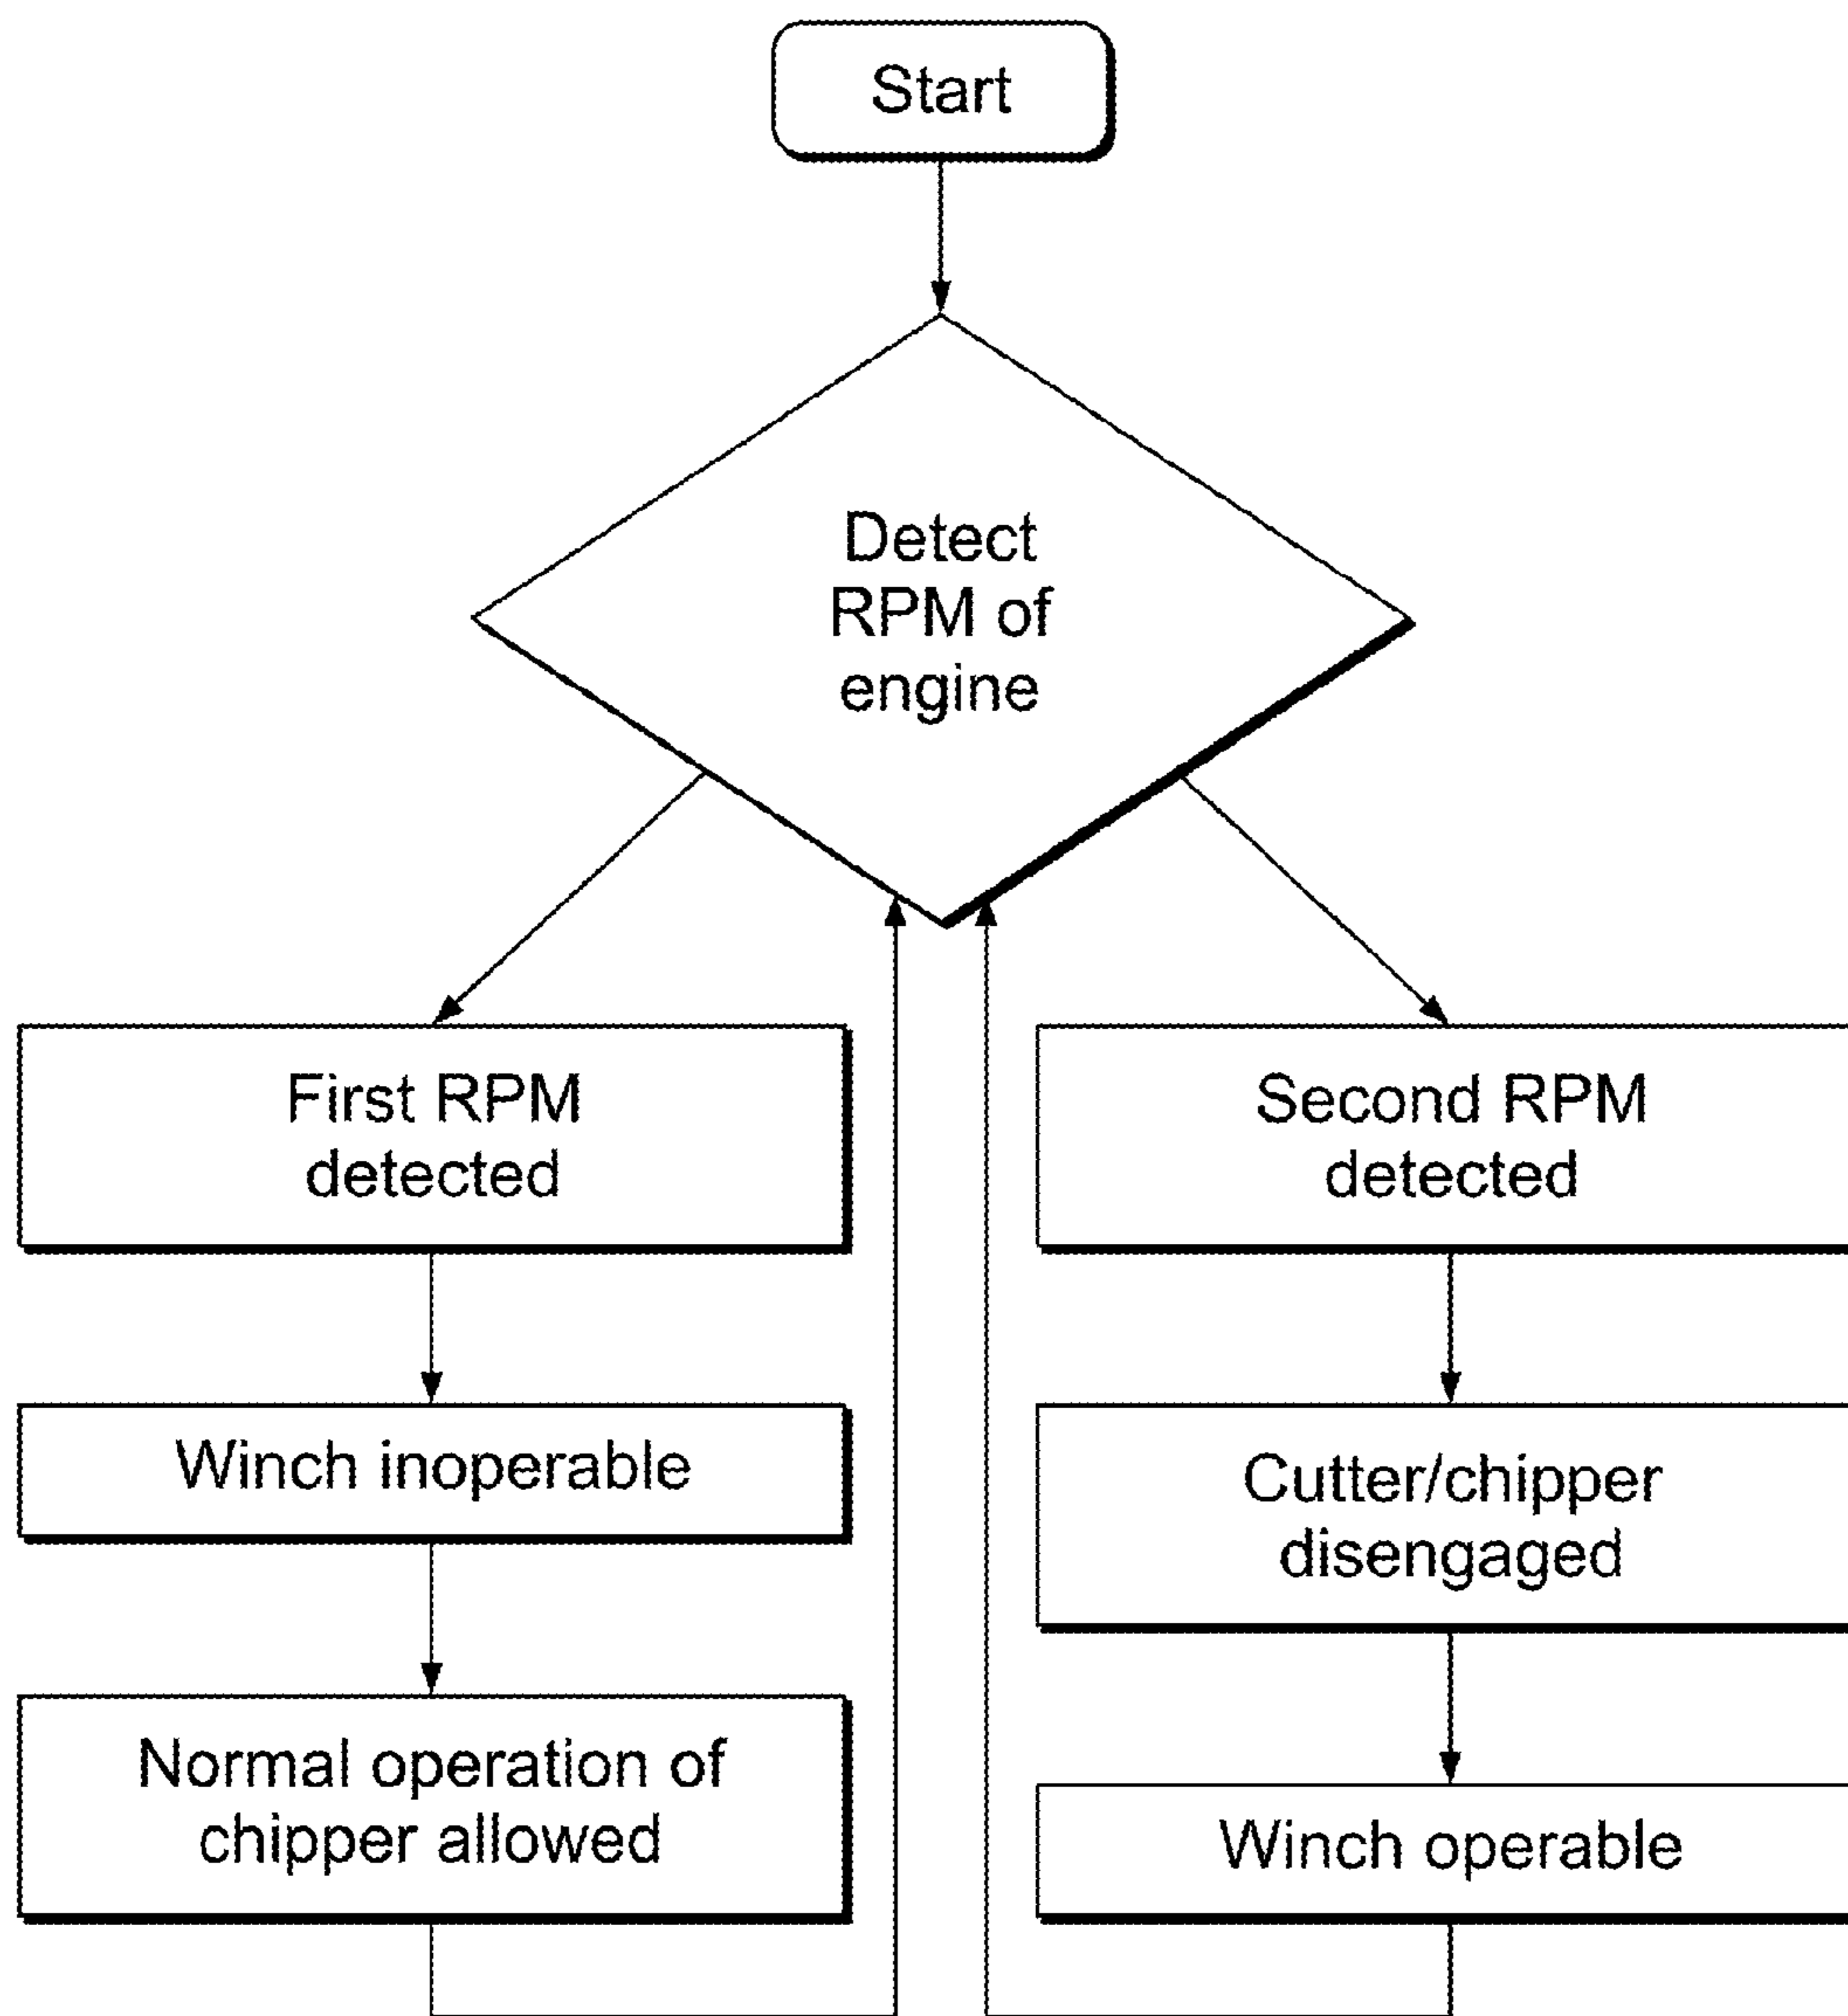 Start
Detect
RPM of
engine
First RPM
detected
Second RPM
detected
Winch inoperable
Cutter/chipper
disengaged
Normal operation of
chipper allowed
Winch operable